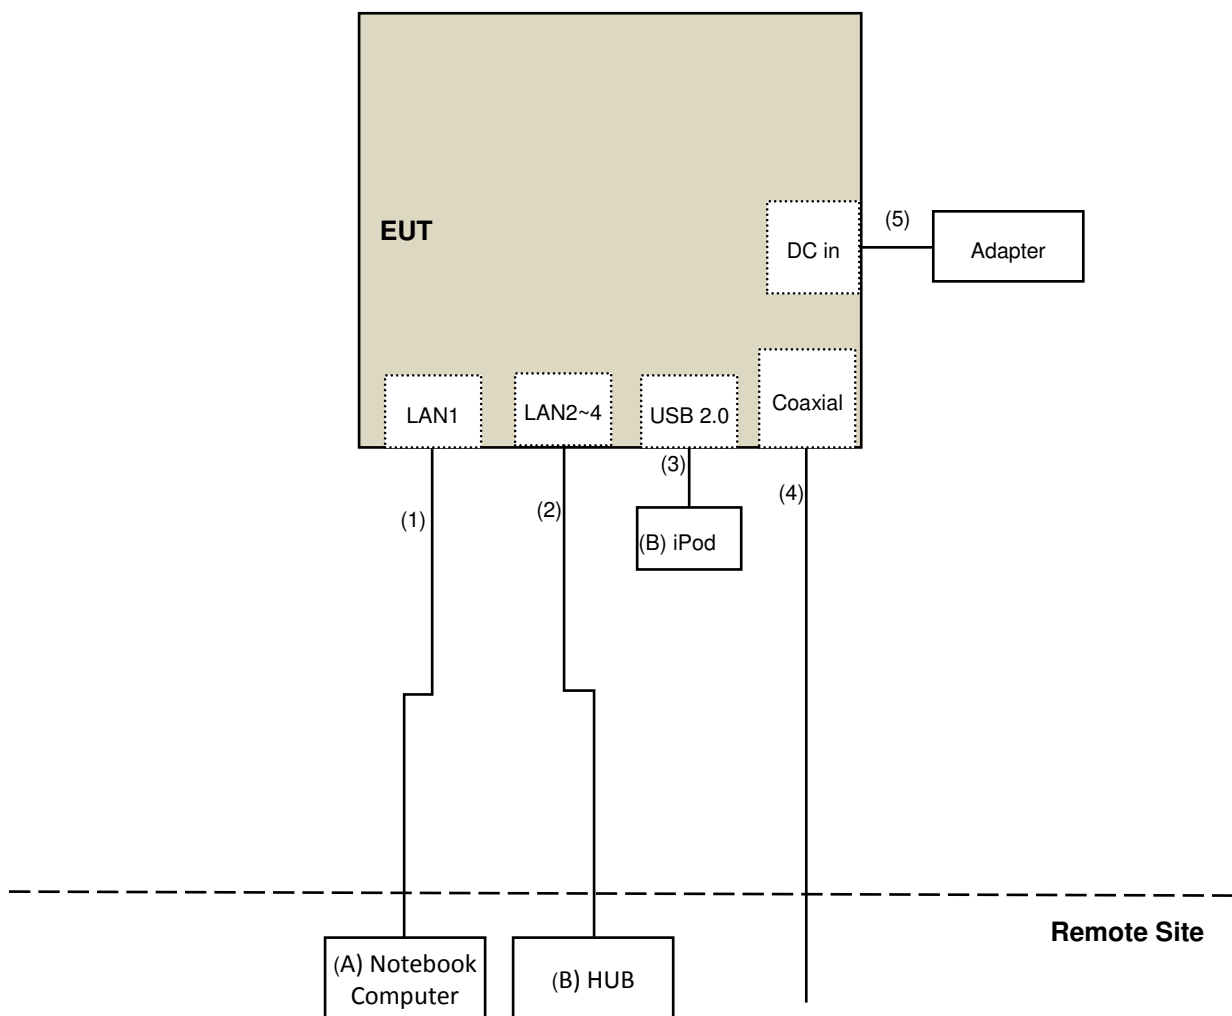 EUT
DC in
(5)
Adapter
LAN1
LAN2~4
USB 2.0
Coaxial
(1)
(2)
(3)
(4)
(B) iPod
Remote Site
(A) Notebook
Computer
(B) HUB